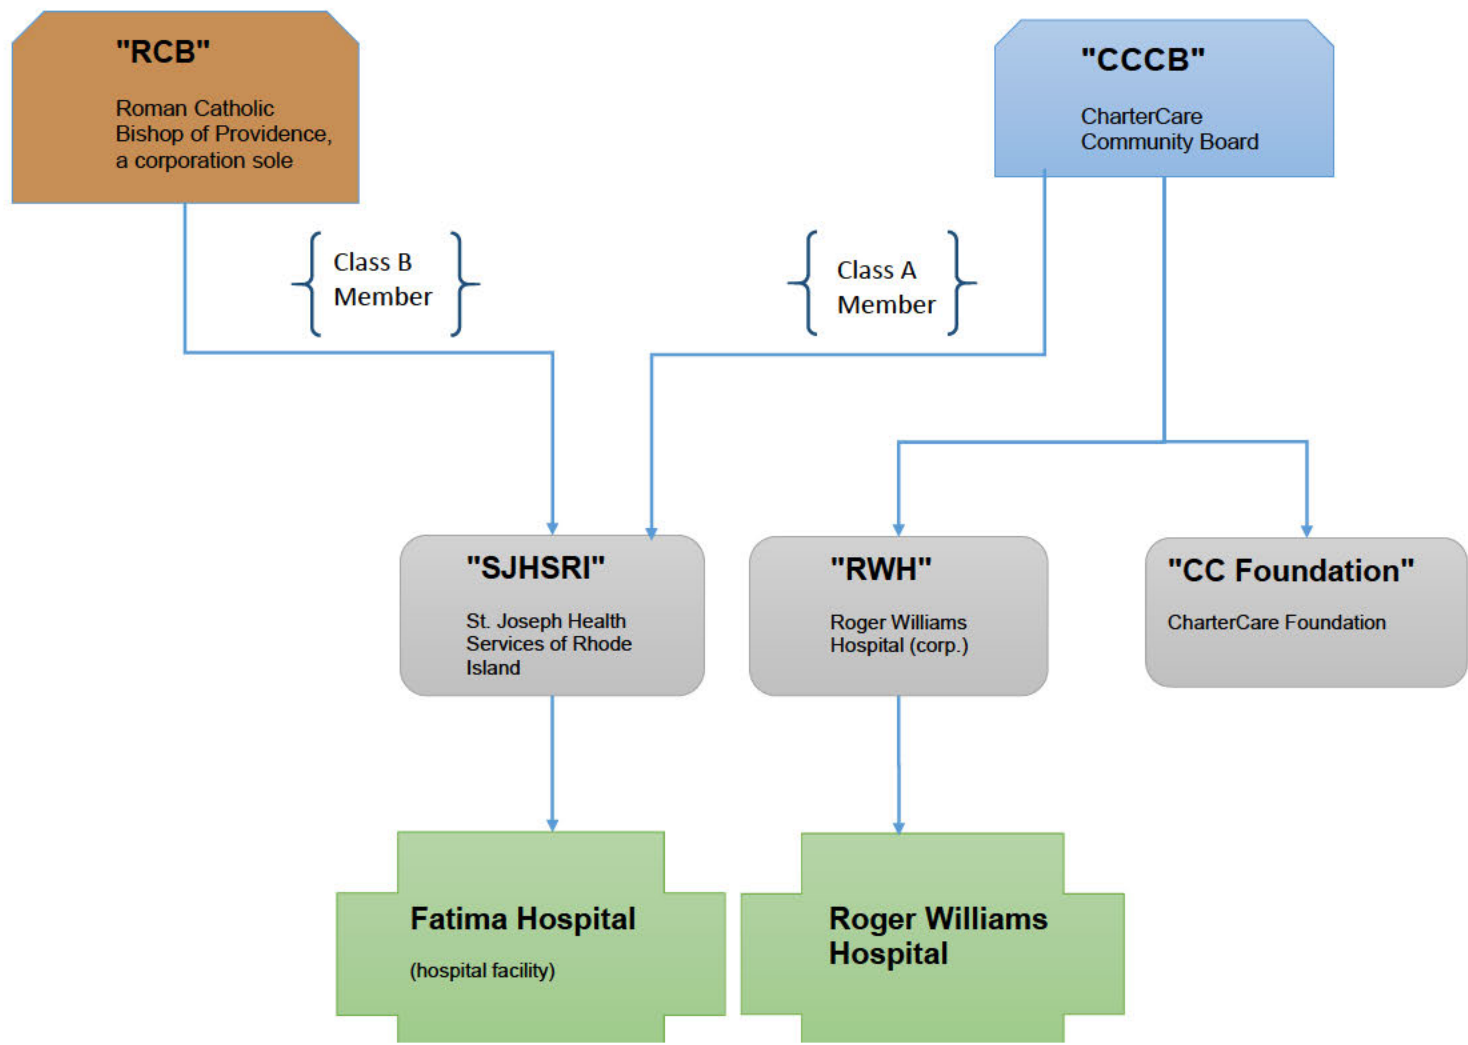 "RCB"
Roman Catholic
Bishop of Providence,
a corporation sole
"CCCB"
CharterCare
Community Board
Class B
Member
Class A
Member
"SJHSRI"
St. Joseph Health
Services of Rhode
Island
"RWH"
Roger Williams
Hospital (corp.)
"CC Foundation"
CharterCare Foundation
Fatima Hospital
(hospital facility)
Roger Williams
Hospital